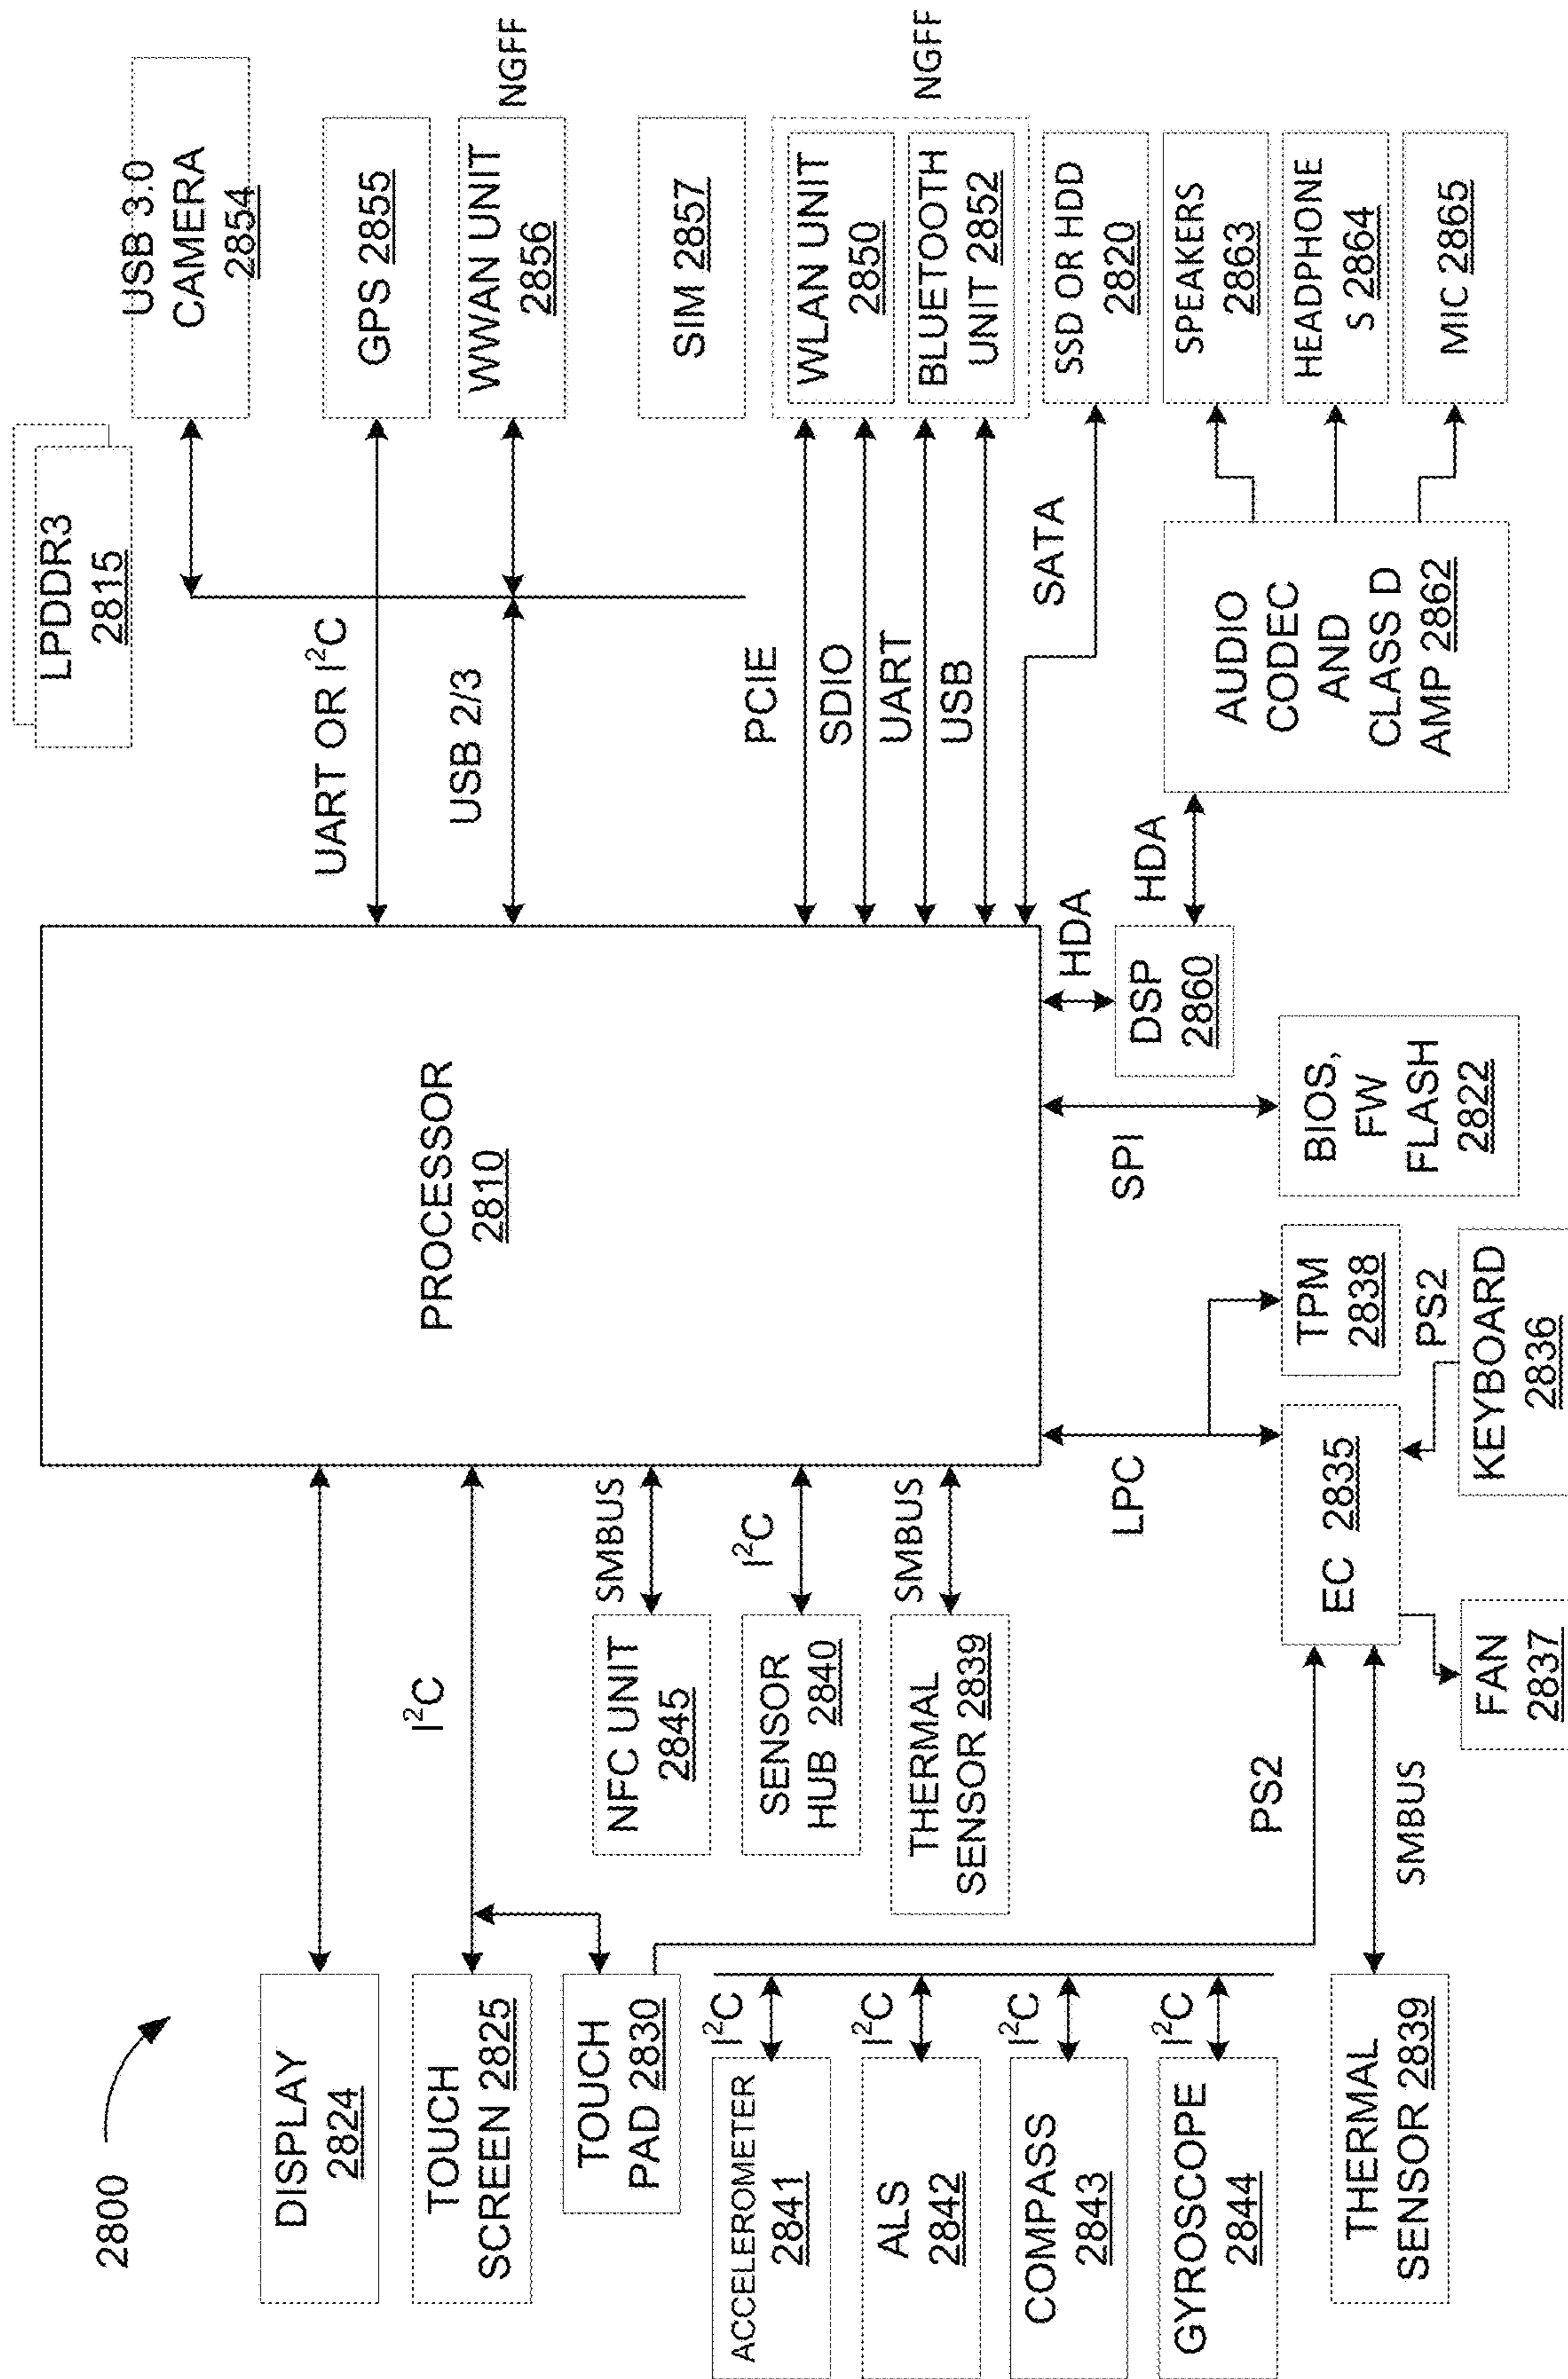 2800
DISPLAY
2824
TOUCH
SCREEN 2825
TOUCH
PAD 2830
ACCELEROMETER
2841
ALS
2842
COMPASS
2843
GYROSCOPE
2844
THERMAL
SENSOR 2839
I²C
I²C
I²C
I²C
I²C
NFC UNIT
2845
SENSOR
HUB 2840
THERMAL
SENSOR 2839
SMBUS
I²C
SMBUS
PS2
SMBUS
FAN
2837
EC 2835
LPC
KEYBOARD
2836
PS2
TPM
2838
PROCESSOR
2810
SPI
BIOS,
FW
FLASH
2822
HDA
DSP
2860
HDA
AUDIO
CODEC
AND
CLASS D
AMP 2862
LPDDR3
2815
UART OR I²C
USB 2/3
PCIE
SDIO
UART
USB
SATA
USB 3.0
CAMERA
2854
GPS 2855
WWAN UNIT
2856
NGFF
SIM 2857
WLAN UNIT
2850
BLUETOOTH
UNIT 2852
NGFF
SSD OR HDD
2820
SPEAKERS
2863
HEADPHONE
S 2864
MIC 2865